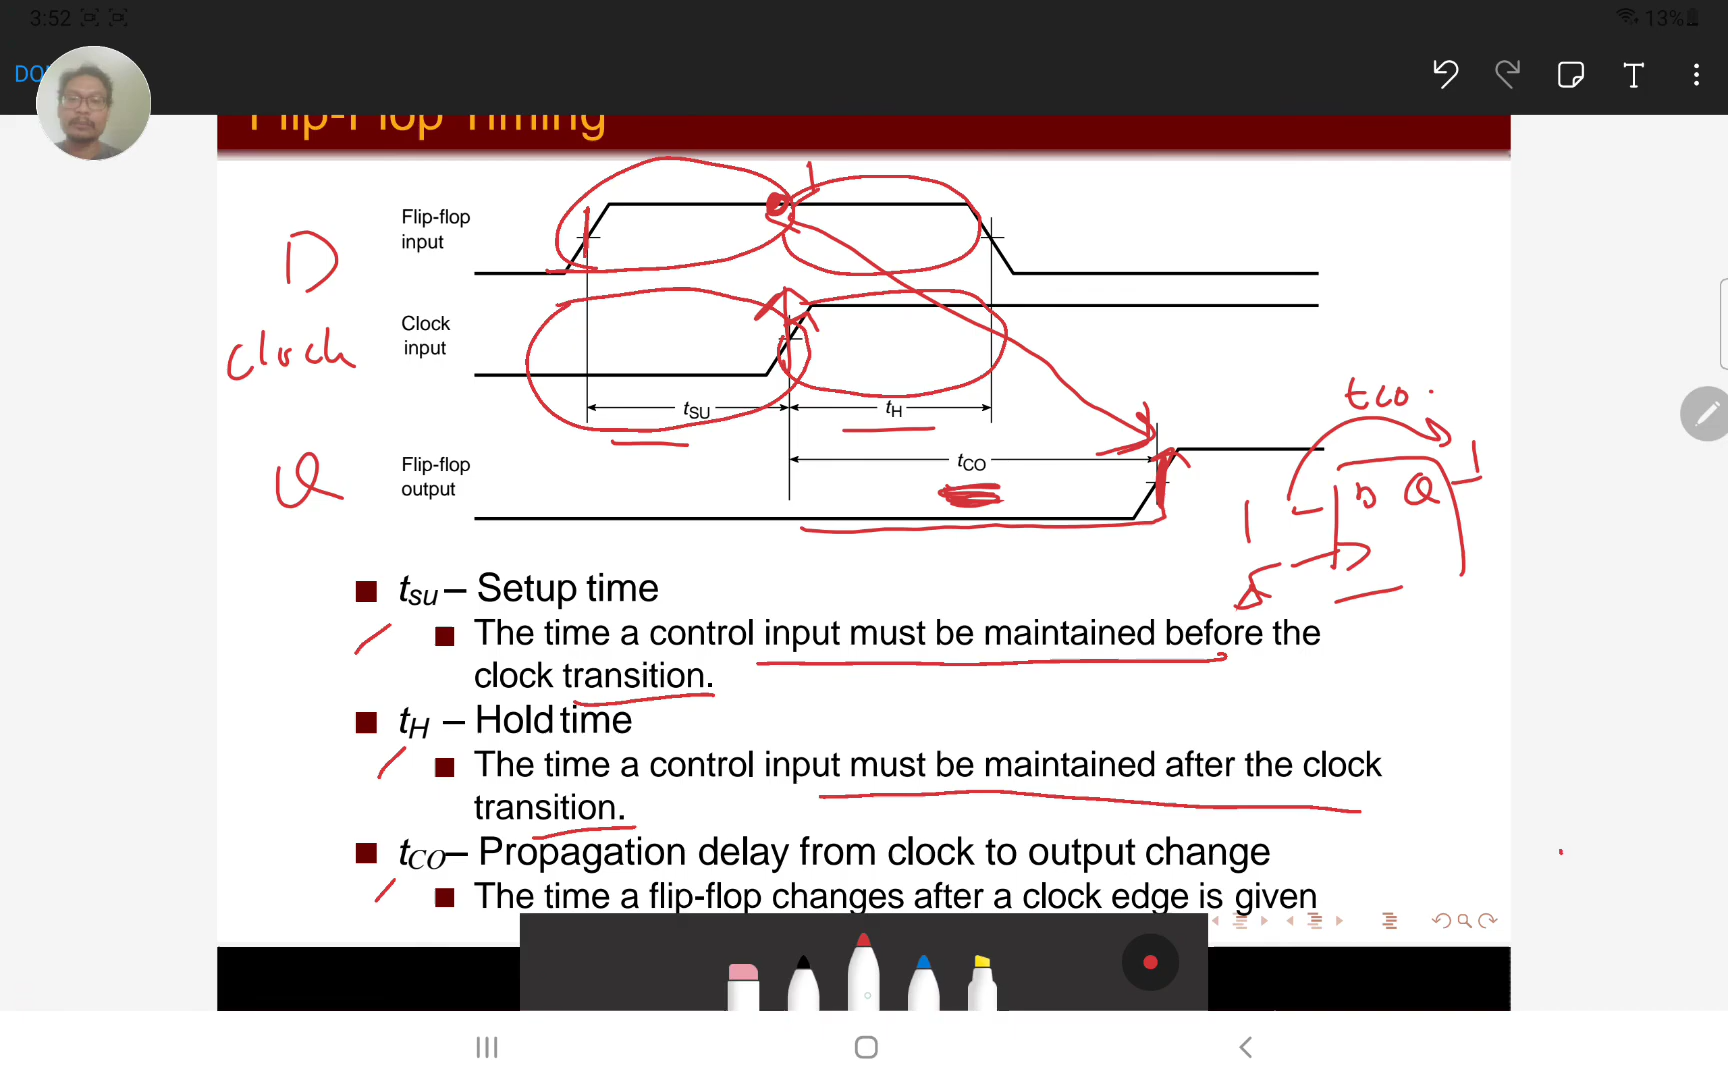 3:52
13%
Flip-Flop Timing
1
Flip-flop
input
D
Clock
input
clock
tSU
tH
tCO
Flip-flop
output
Q
tco
1
D Q
1
tsu – Setup time
The time a control input must be maintained before the
clock transition.
tH – Hold time
The time a control input must be maintained after the clock
transition.
tCO – Propagation delay from clock to output change
The time a flip-flop changes after a clock edge is given